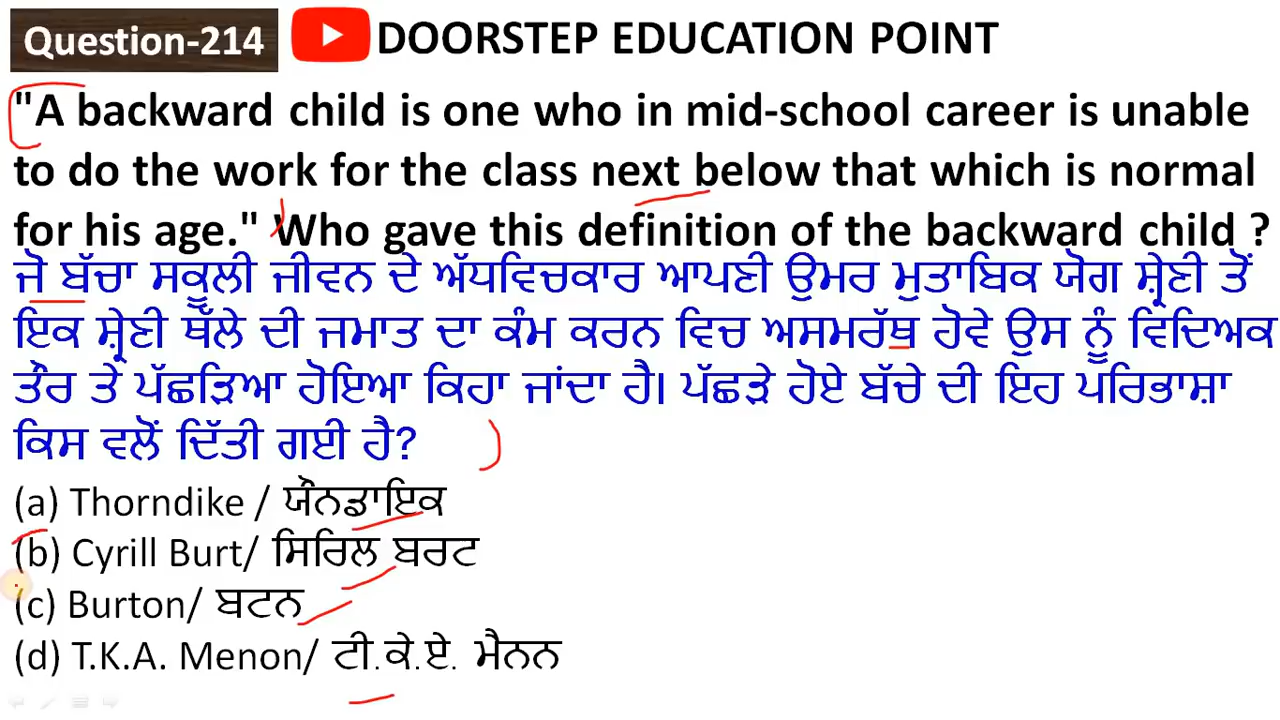 Question-214 DOORSTEP EDUCATION POINT
"A backward child is one who in mid-school career is unable
to do the work for the class next below that which is normal
for his age." Who gave this definition of the backward child ?
ਜੋ ਬੱਚਾ ਸਕੂਲੀ ਜੀਵਨ ਦੇ ਅੱਧਵਿਚਕਾਰ ਆਪਣੀ ਉਮਰ ਮੁਤਾਬਿਕ ਯੋਗ ਸ਼੍ਰੇਣੀ ਤੋਂ
ਇਕ ਸ਼੍ਰੇਣੀ ਥੱਲੇ ਦੀ ਜਮਾਤ ਦਾ ਕੰਮ ਕਰਨ ਵਿਚ ਅਸਮਰੱਥ ਹੋਵੇ ਉਸ ਨੂੰ ਵਿਦਿਅਕ
ਤੌਰ ਤੇ ਪੱਛੜਿਆ ਹੋਇਆ ਕਿਹਾ ਜਾਂਦਾ ਹੈ। ਪੱਛੜੇ ਹੋਏ ਬੱਚੇ ਦੀ ਇਹ ਪਰਿਭਾਸ਼ਾ
ਕਿਸ ਵਲੋਂ ਦਿੱਤੀ ਗਈ ਹੈ?
(a) Thorndike / ਯੌਨਡਾਇਕ
(b) Cyrill Burt/ ਸਿਰਿਲ ਬਰਟ
(c) Burton/ ਬਟਨ
(d) T.K.A. Menon/ ਟੀ.ਕੇ.ਏ. ਮੈਨਨ